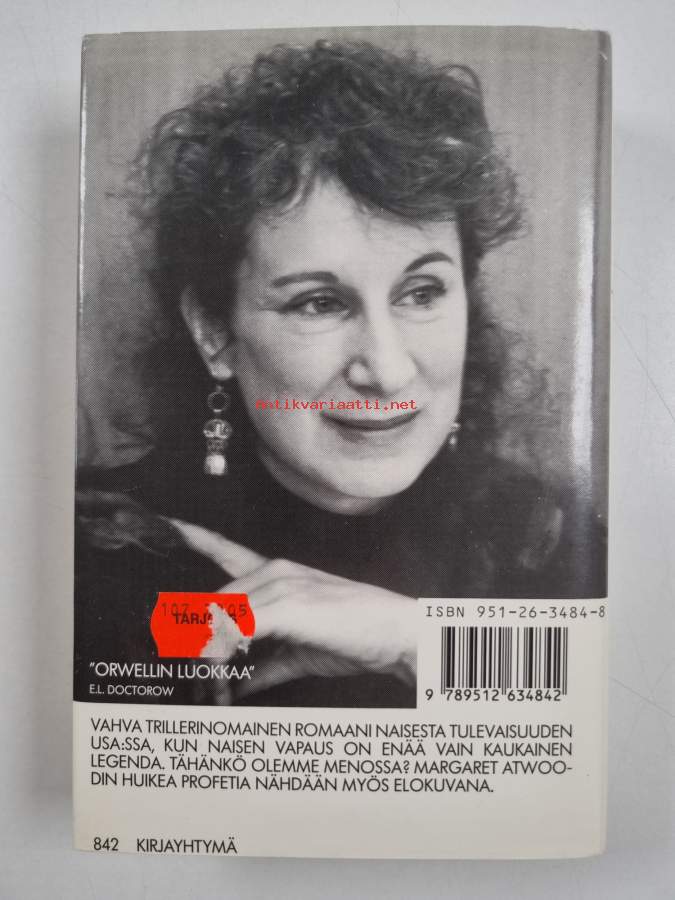 antikvariaatti.net
ISBN 951-26-3484-8
9 789512 634842
"ORWELLIN LUOKKAA"
E.L. DOCTOROW
VAHVA TRILLERINOMAINEN ROMAANI NAISESTA TULEVAISUUDEN
USA:SSA, KUN NAISEN VAPAUS ON ENÄÄ VAIN KAUKAINEN
LEGENDA. TÄHÄNKÖ OLEMME MENOSSA? MARGARET ATWOO-
DIN HUIKEA PROFETIA NÄHDÄÄN MYÖS ELOKUVANA.
842 KIRJAYHTYMÄ